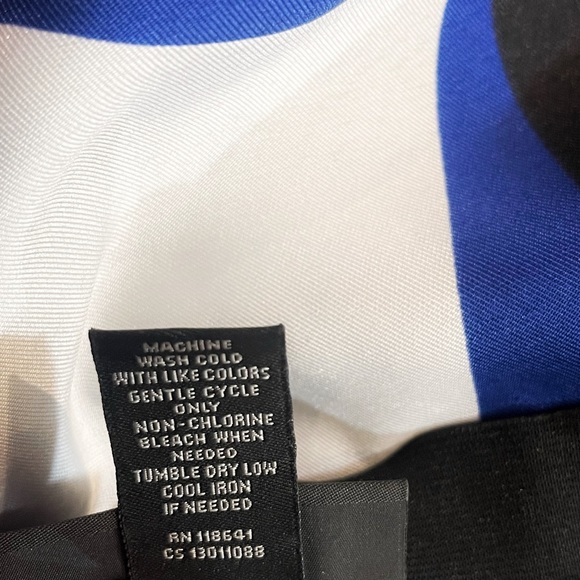 MACHINE
WASH COLD
WITH LIKE COLORS
GENTLE CYCLE
ONLY
NON-CHLORINE
BLEACH WHEN
NEEDED
TUMBLE DRY LOW
COOL IRON
IF NEEDED
RN 118641
CS 13011088